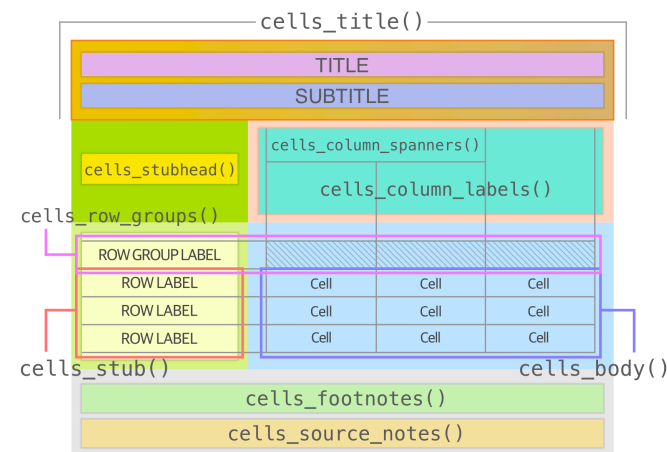 cells_title()
TITLE
SUBTITLE
cells_stubhead()
cells_column_spanners()
cells_column_labels()
cells_row_groups()
ROW GROUP LABEL
ROW LABEL Cell Cell Cell
ROW LABEL Cell Cell Cell
ROW LABEL Cell Cell Cell
cells_stub()
cells_body()
cells_footnotes()
cells_source_notes()